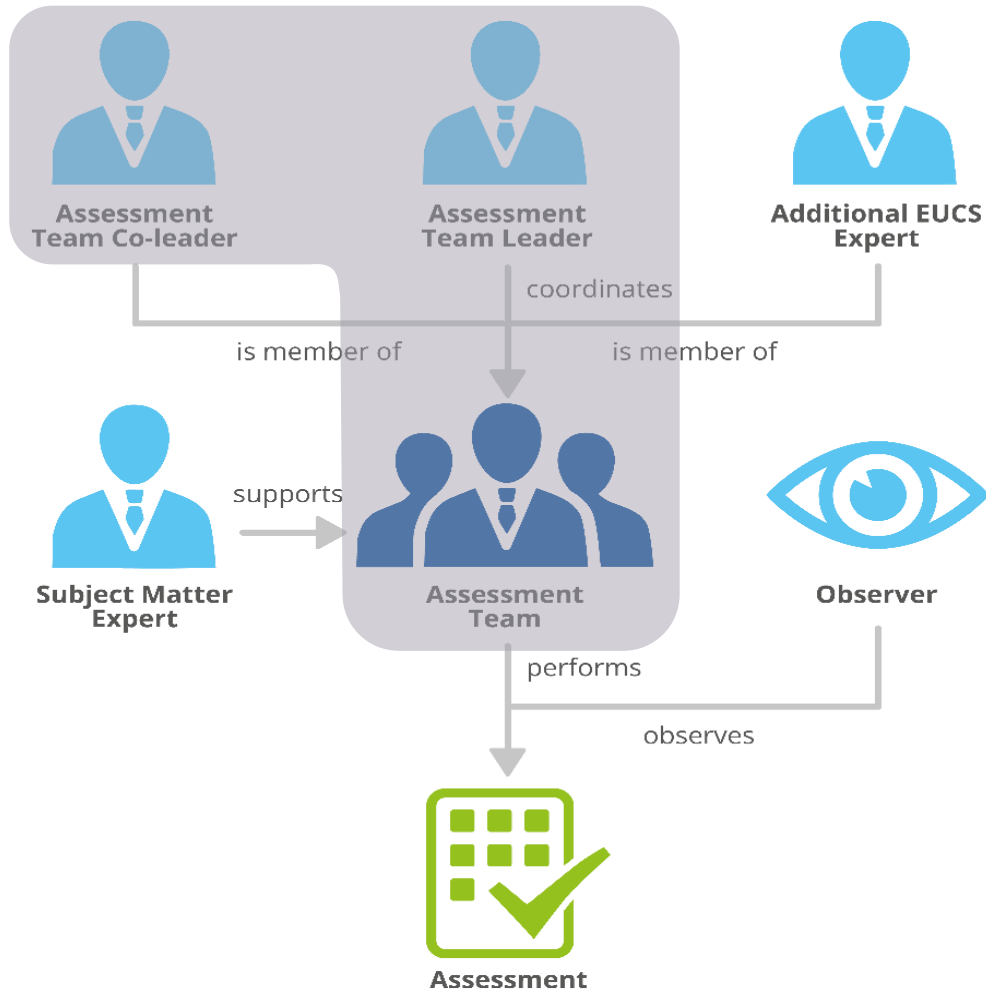 Assessment
Team Co-leader
Assessment
Team Leader
Additional EUCS
Expert
coordinates
is member of
is member of
supports
Subject Matter
Expert
Assessment
Team
Observer
performs
observes
Assessment